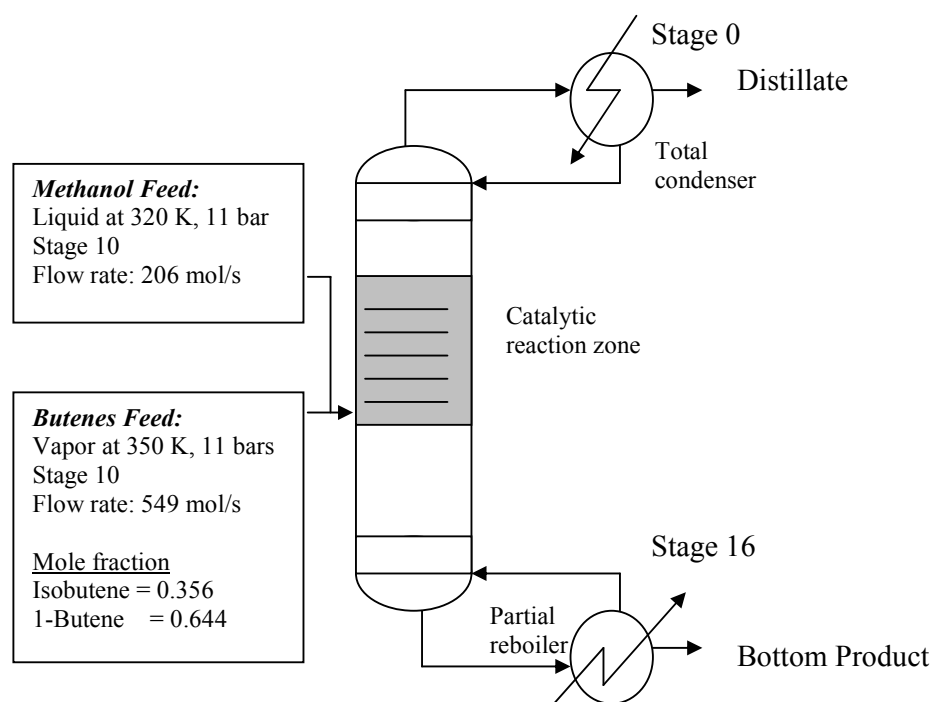 Stage 0
Distillate
Total
condenser
Methanol Feed:
Liquid at 320 K, 11 bar
Stage 10
Flow rate: 206 mol/s
Catalytic
reaction zone
Butenes Feed:
Vapor at 350 K, 11 bars
Stage 10
Flow rate: 549 mol/s
Mole fraction
Isobutene = 0.356
1-Butene = 0.644
Stage 16
Partial
reboiler
Bottom Product